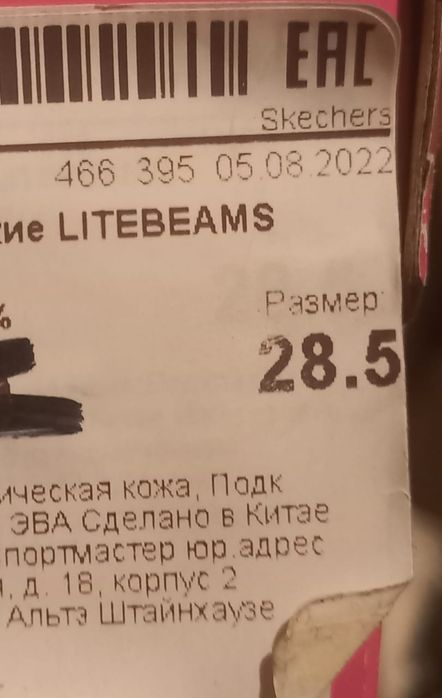 EAC
Skechers
466 395 05.08.2022
кие LITEBEAMS
%
Размер
28.5
ическая кожа, Подк
ЭВА Сделано в Китае
портмастер юр.адрес
д. 18, корпус 2
Альтэ Штайнхаузе